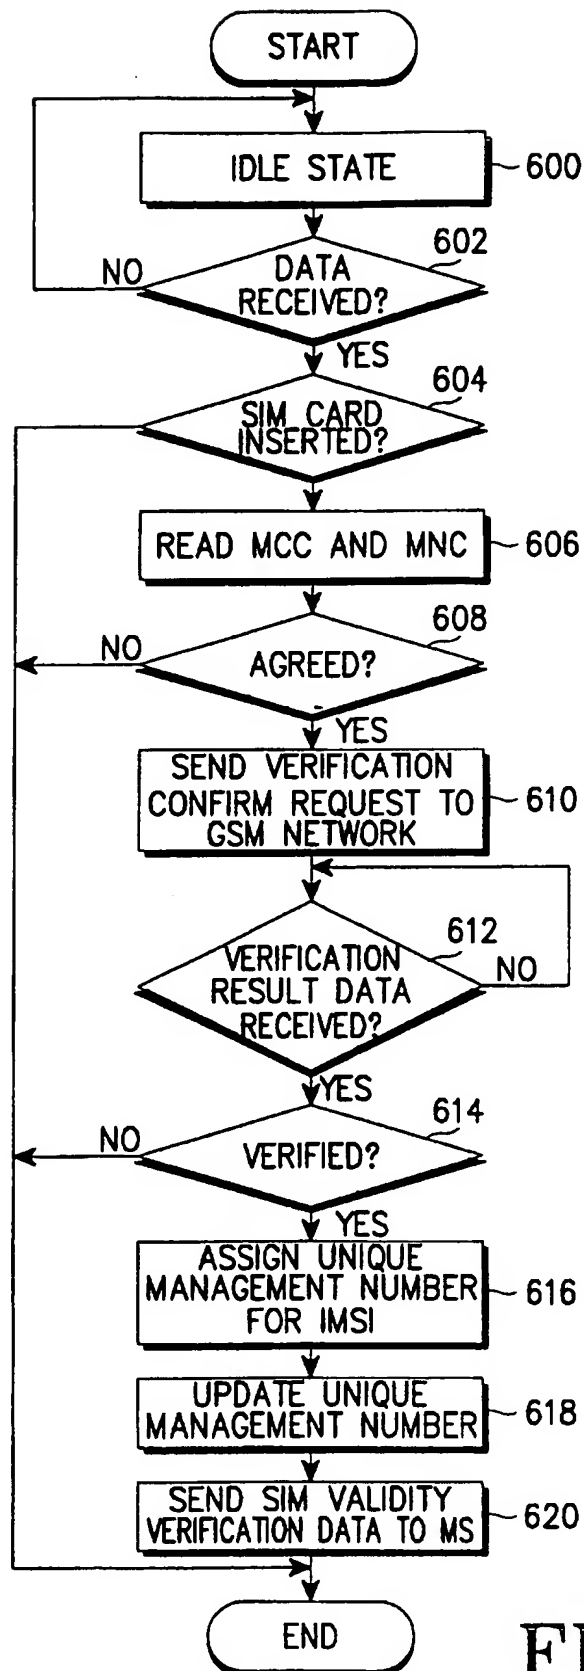 START
IDLE STATE
600
602
DATA
RECEIVED?
NO
YES
604
SIM CARD
INSERTED?
READ MCC AND MNC
606
608
AGREED?
NO
YES
SEND VERIFICATION
CONFIRM REQUEST TO
GSM NETWORK
610
612
VERIFICATION
RESULT DATA
RECEIVED?
NO
YES
614
VERIFIED?
NO
YES
ASSIGN UNIQUE
MANAGEMENT NUMBER
FOR IMSI
616
UPDATE UNIQUE
MANAGEMENT NUMBER
618
SEND SIM VALIDITY
VERIFICATION DATA TO MS
620
END